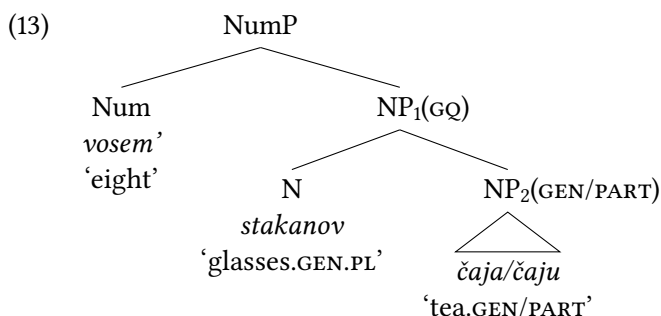 (13) NumP
Num NP₁(GQ)
vosem’ ‘eight’
N NP₂(GEN/PART)
stakanov
‘glasses.GEN.PL’
čaja/čaju
‘tea.GEN/PART’